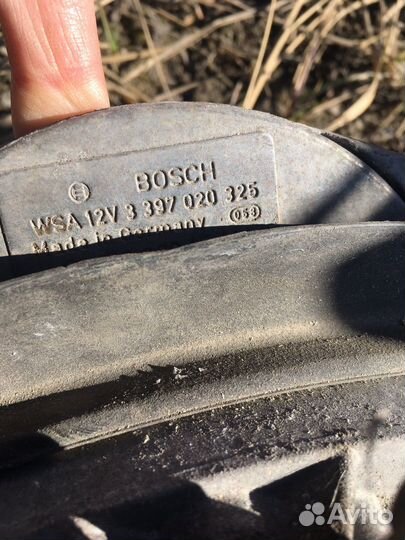 BOSCH
WSA 12V 3 397 020 325
Made in Germany 059
Avito